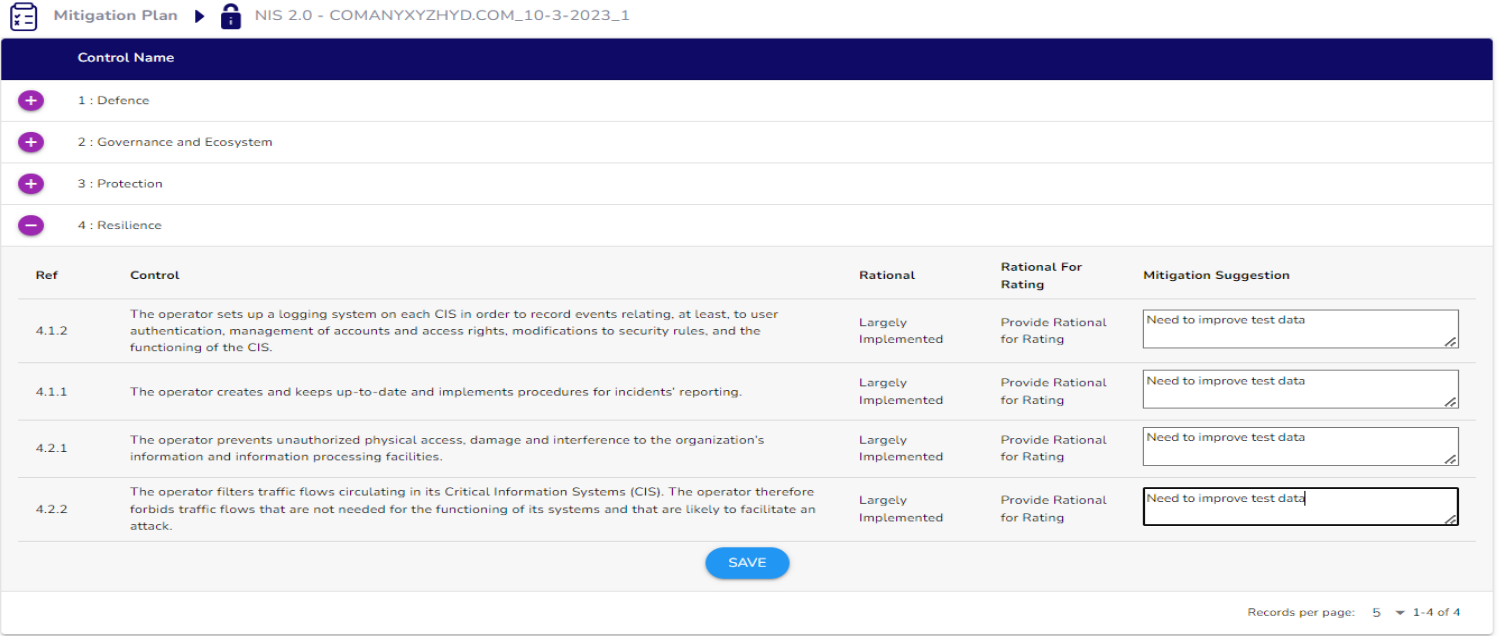 Mitigation Plan NIS 2.0 - COMANYXYZHYD.COM_10-3-2023_1
Control Name
1 : Defence
2 : Governance and Ecosystem
3 : Protection
4 : Resilience
Ref Control Rational Rational For Rating Mitigation Suggestion
4.1.2
The operator sets up a logging system on each CIS in order to record events relating, at least, to user
authentication, management of accounts and access rights, modifications to security rules, and the
functioning of the CIS.
Largely
Implemented
Provide Rational
for Rating
Need to improve test data
4.1.1
The operator creates and keeps up-to-date and implements procedures for incidents’ reporting.
Largely
Implemented
Provide Rational
for Rating
Need to improve test data
4.2.1
The operator prevents unauthorized physical access, damage and interference to the organization’s
information and information processing facilities.
Largely
Implemented
Provide Rational
for Rating
Need to improve test data
4.2.2
The operator filters traffic flows circulating in its Critical Information Systems (CIS). The operator therefore
forbids traffic flows that are not needed for the functioning of its systems and that are likely to facilitate an
attack.
Largely
Implemented
Provide Rational
for Rating
Need to improve test data
SAVE
Records per page: 5 1-4 of 4